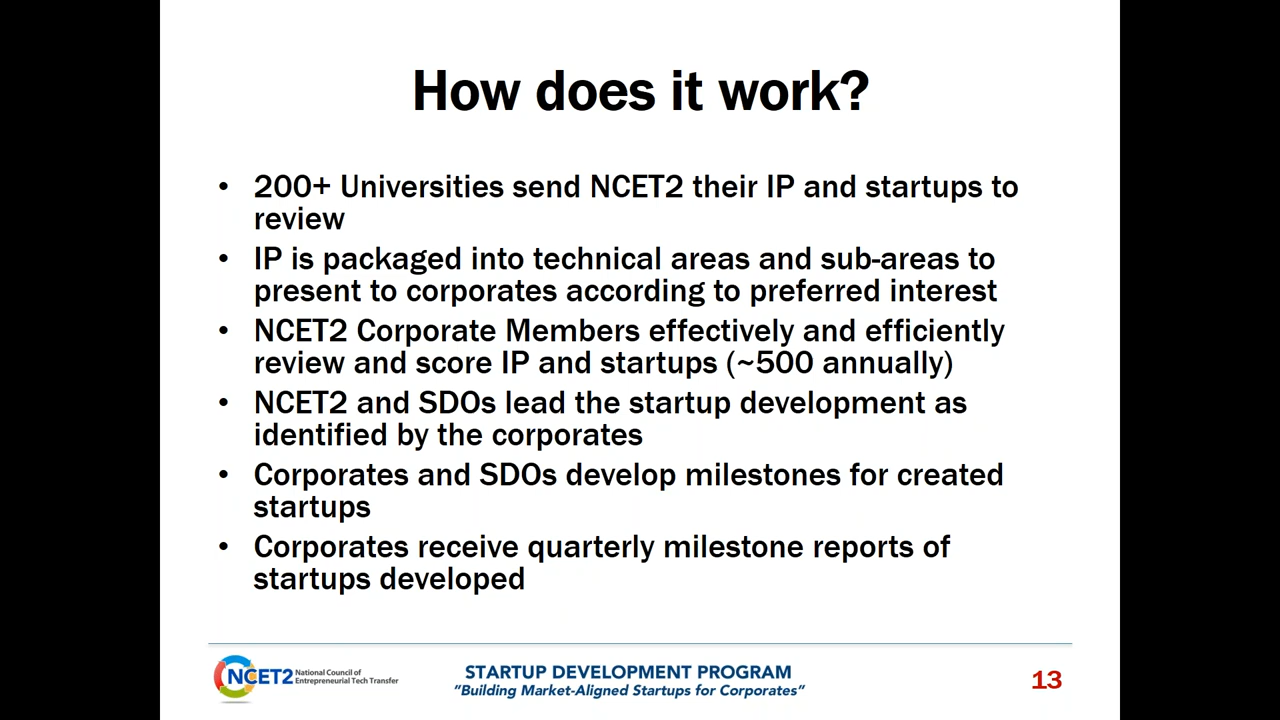 How does it work?
• 200+ Universities send NCET2 their IP and startups to
review
• IP is packaged into technical areas and sub-areas to
present to corporates according to preferred interest
• NCET2 Corporate Members effectively and efficiently
review and score IP and startups (~500 annually)
• NCET2 and SDOs lead the startup development as
identified by the corporates
• Corporates and SDOs develop milestones for created
startups
• Corporates receive quarterly milestone reports of
startups developed
NCET2
National Council of
Entrepreneurial Tech Transfer
STARTUP DEVELOPMENT PROGRAM
"Building Market-Aligned Startups for Corporates"
13